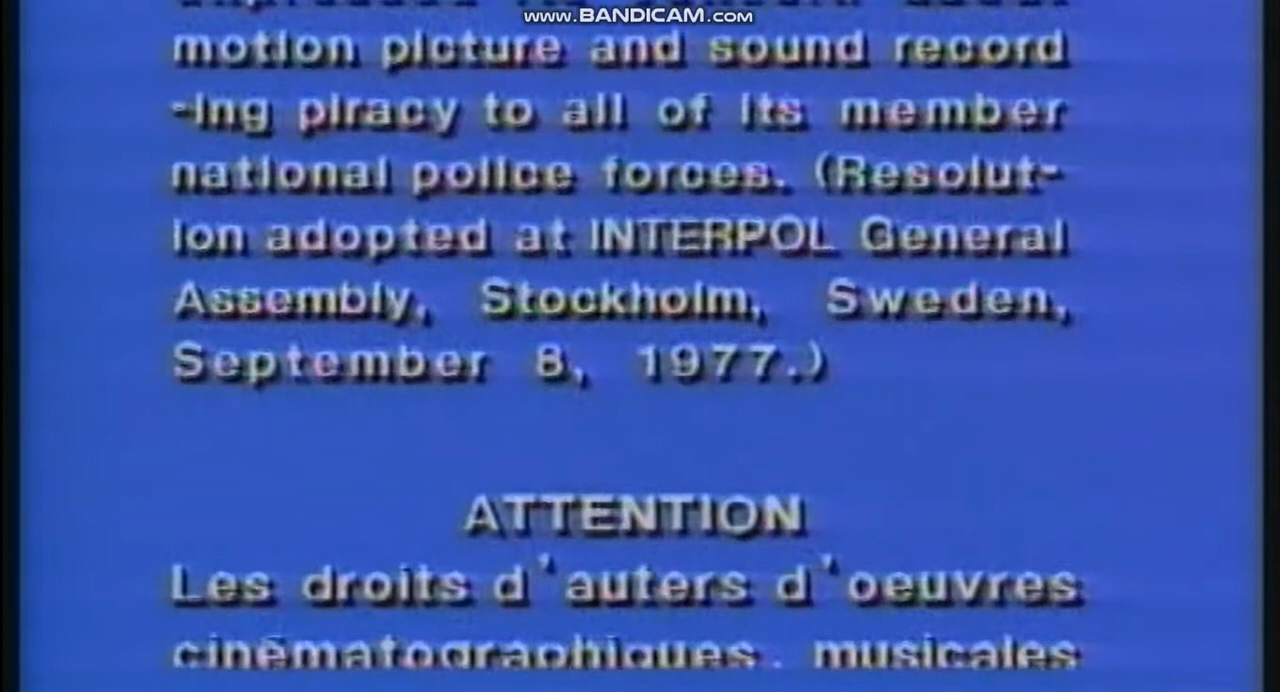 www.BANDICAM.com
motion picture and sound record
-ing piracy to all of its member
national police forces. (Resolut-
ion adopted at INTERPOL General
Assembly, Stockholm, Sweden,
September 8, 1977.)
ATTENTION
Les droits d'auters d'oeuvres
cinématographiques, musicales